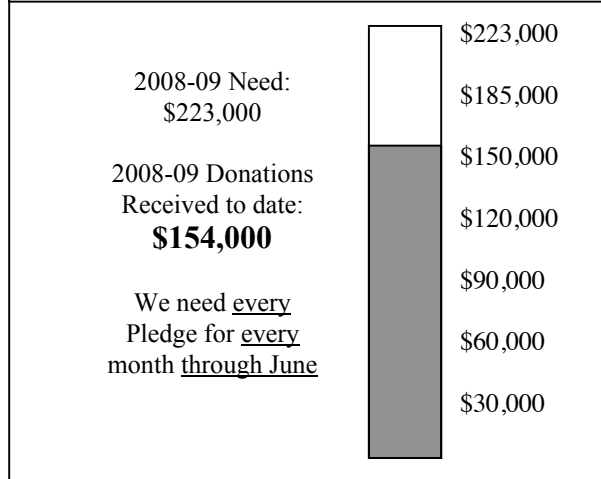 2008-09 Need:
$223,000
2008-09 Donations
Received to date:
$154,000
We need every
Pledge for every
month through June
$223,000
$185,000
$150,000
$120,000
$90,000
$60,000
$30,000